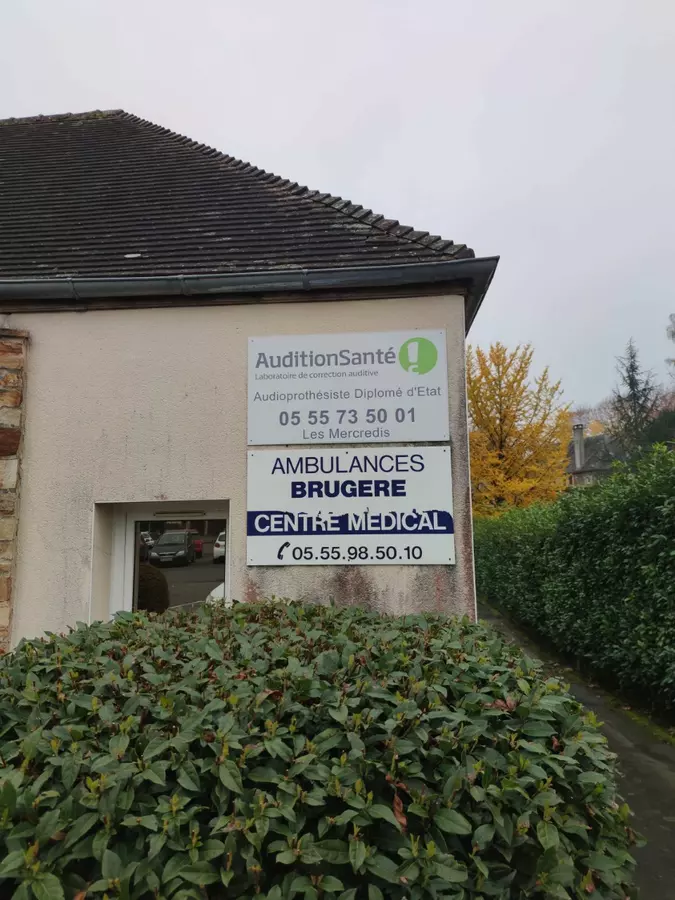 AuditionSanté
Laboratoire de correction auditive
Audioprothésiste Diplomé d'Etat
05 55 73 50 01
Les Mercredis
AMBULANCES
BRUGERE
CENTRE MEDICAL
05.55.98.50.10